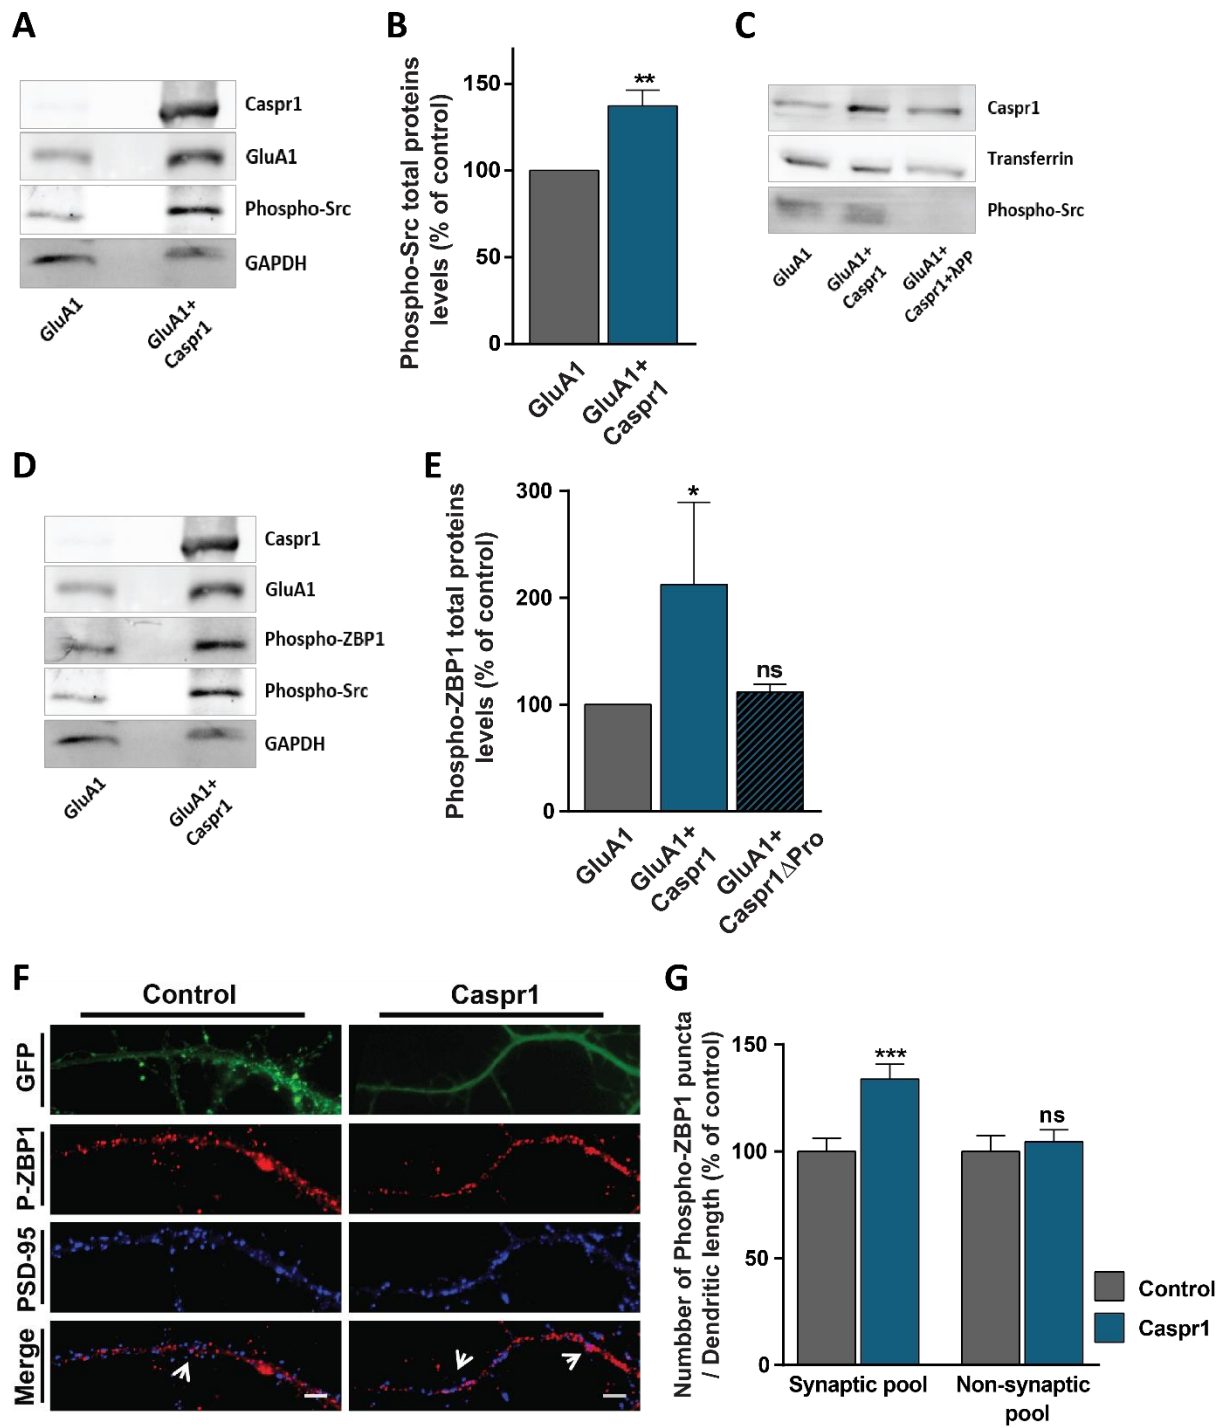 A
Caspr1
GluA1
Phospho-Src
GAPDH
GluA1
GluA1+
Caspr1
B
Phospho-Src total proteins
levels (% of control)
150
100
50
0
**
GluA1
GluA1+
Caspr1
C
Caspr1
Transferrin
Phospho-Src
GluA1
GluA1+
Caspr1
GluA1+
Caspr1+λPP
D
Caspr1
GluA1
Phospho-ZBP1
Phospho-Src
GAPDH
GluA1
GluA1+
Caspr1
E
Phospho-ZBP1 total proteins
levels (% of control)
300
200
100
0
*
ns
GluA1
GluA1+
Caspr1
GluA1+
Caspr1∆Pro
F
Control
Caspr1
GFP
P-ZBP1
PSD-95
Merge
G
Numbber of Phospho-ZBP1 puncta
/ Dendritic length (% of control)
150
100
50
0
***
ns
Synaptic pool
Non-synaptic
pool
Control
Caspr1